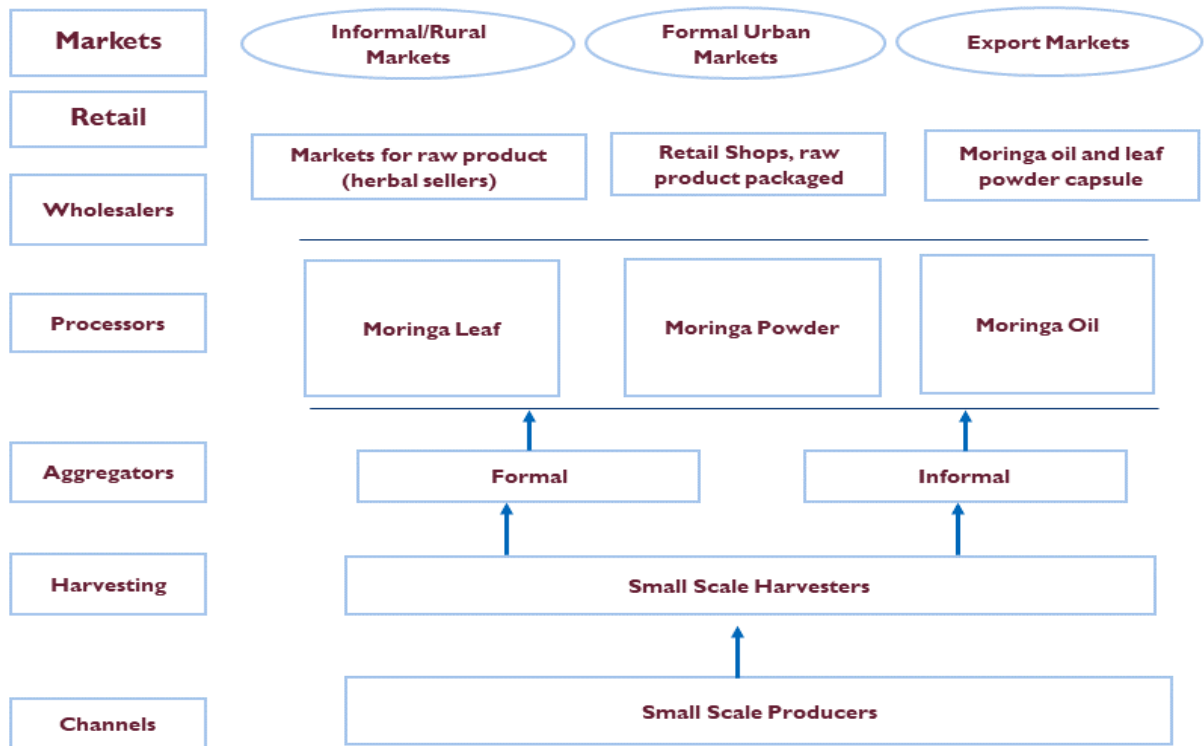 Markets
Informal/Rural
Markets
Formal Urban
Markets
Export Markets
Retail
Markets for raw product
(herbal sellers)
Retail Shops, raw
product packaged
Moringa oil and leaf
powder capsule
Wholesalers
Processors
Moringa Leaf
Moringa Powder
Moringa Oil
Aggregators
Formal
Informal
Harvesting
Small Scale Harvesters
Channels
Small Scale Producers